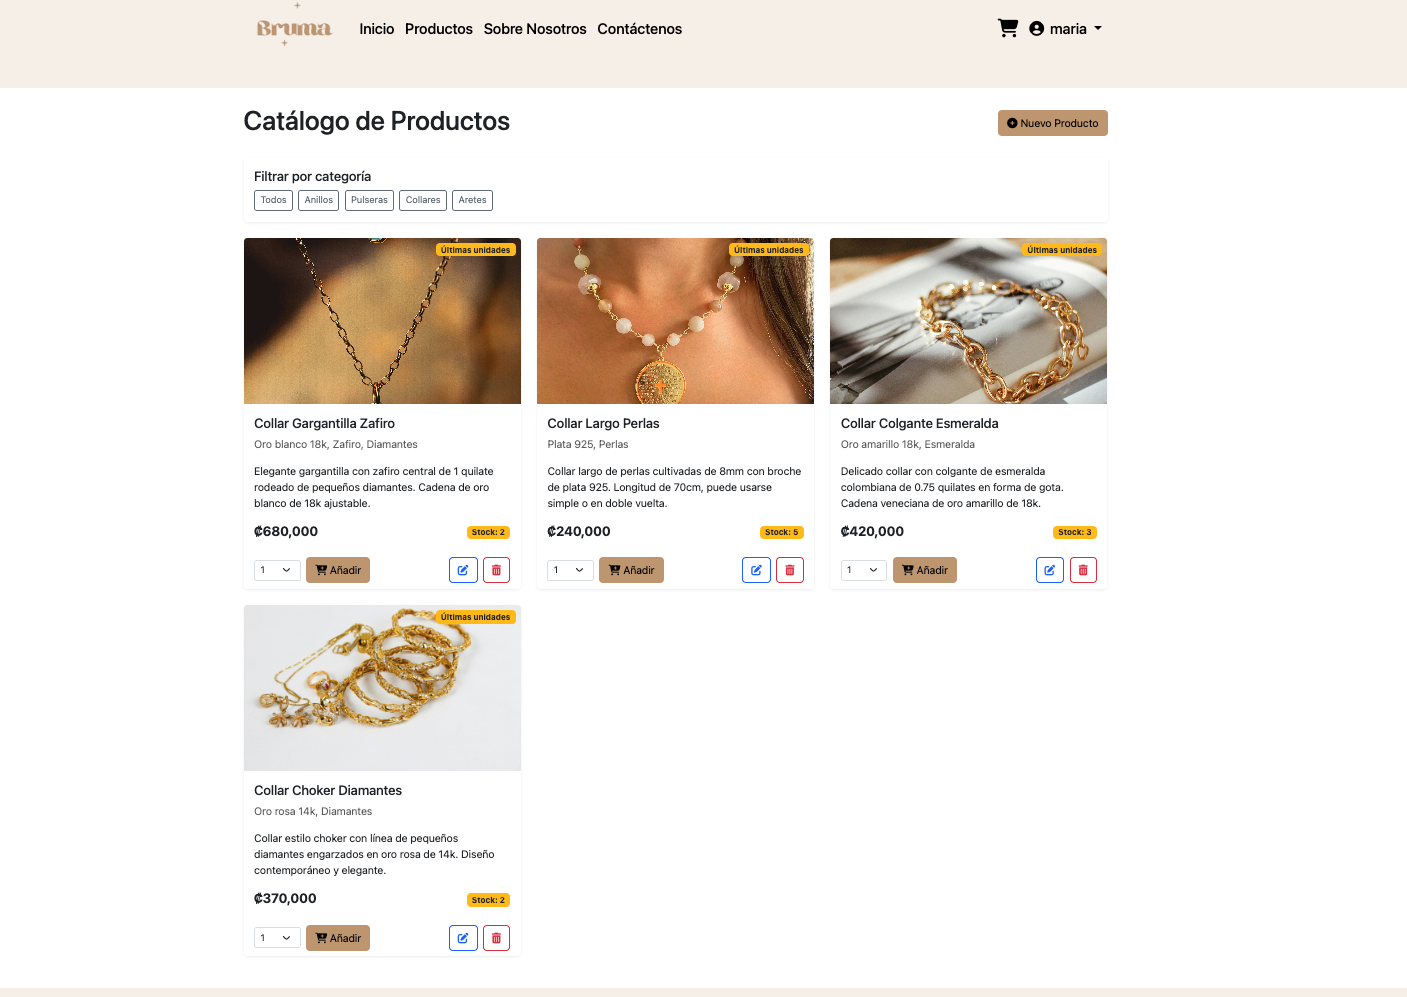 Bruma
Inicio Productos Sobre Nosotros Contáctenos
maria
Catálogo de Productos
Nuevo Producto
Filtrar por categoría
Todos Anillos Pulseras Collares Aretes
Últimas unidades
Collar Gargantilla Zafiro
Oro blanco 18k, Zafiro, Diamantes
Elegante gargantilla con zafiro central de 1 quilate
rodeado de pequeños diamantes. Cadena de oro
blanco de 18k ajustable.
₡680,000
Stock: 2
1
Añadir
Últimas unidades
Collar Largo Perlas
Plata 925, Perlas
Collar largo de perlas cultivadas de 8mm con broche
de plata 925. Longitud de 70cm, puede usarse
simple o en doble vuelta.
₡240,000
Stock: 5
1
Añadir
Últimas unidades
Collar Colgante Esmeralda
Oro amarillo 18k, Esmeralda
Delicado collar con colgante de esmeralda
colombiana de 0.75 quilates en forma de gota.
Cadena veneciana de oro amarillo de 18k.
₡420,000
Stock: 3
1
Añadir
Últimas unidades
Collar Choker Diamantes
Oro rosa 14k, Diamantes
Collar estilo choker con línea de pequeños
diamantes engarzados en oro rosa de 14k. Diseño
contemporáneo y elegante.
₡370,000
Stock: 2
1
Añadir